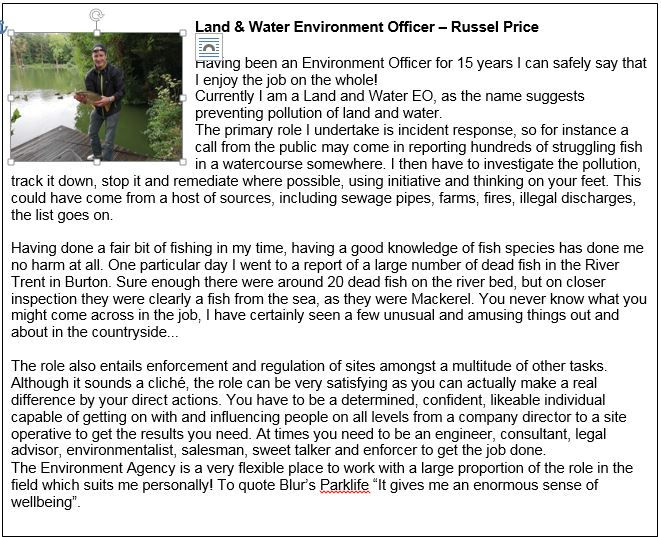 Land & Water Environment Officer – Russel Price
Having been an Environment Officer for 15 years I can safely say that
I enjoy the job on the whole!
Currently I am a Land and Water EO, as the name suggests
preventing pollution of land and water.
The primary role I undertake is incident response, so for instance a
call from the public may come in reporting hundreds of struggling fish
in a watercourse somewhere. I then have to investigate the pollution,
track it down, stop it and remediate where possible, using initiative and thinking on your feet. This
could have come from a host of sources, including sewage pipes, farms, fires, illegal discharges,
the list goes on.
Having done a fair bit of fishing in my time, having a good knowledge of fish species has done me
no harm at all. One particular day I went to a report of a large number of dead fish in the River
Trent in Burton. Sure enough there were around 20 dead fish on the river bed, but on closer
inspection they were clearly a fish from the sea, as they were Mackerel. You never know what you
might come across in the job, I have certainly seen a few unusual and amusing things out and
about in the countryside...
The role also entails enforcement and regulation of sites amongst a multitude of other tasks.
Although it sounds a cliché, the role can be very satisfying as you can actually make a real
difference by your direct actions. You have to be a determined, confident, likeable individual
capable of getting on with and influencing people on all levels from a company director to a site
operative to get the results you need. At times you need to be an engineer, consultant, legal
advisor, environmentalist, salesman, sweet talker and enforcer to get the job done.
The Environment Agency is a very flexible place to work with a large proportion of the role in the
field which suits me personally! To quote Blur's Parklife “It gives me an enormous sense of
wellbeing”.